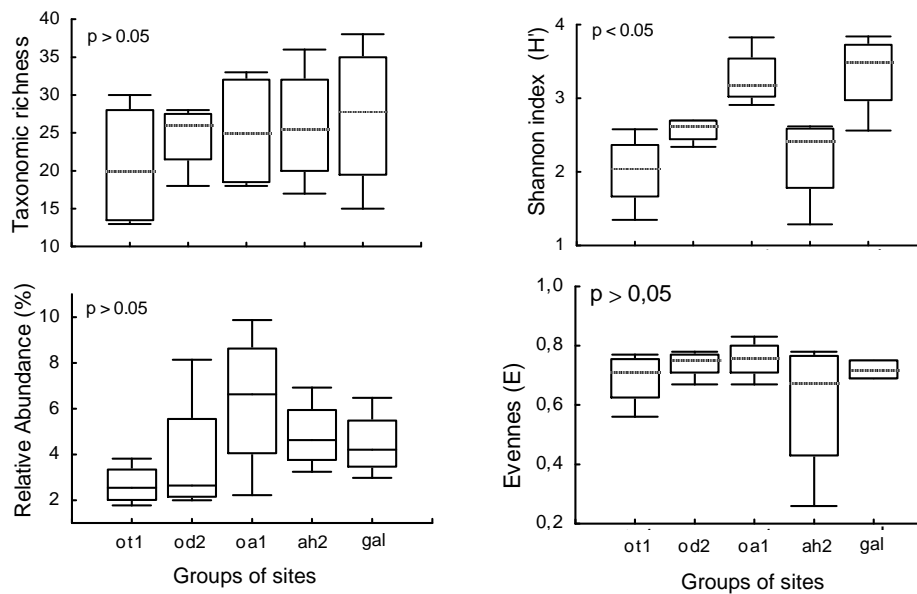 Taxonomic richness
p > 0.05
40
35
30
25
20
15
10
Shannon index (H')
p < 0.05
4
3
2
1
Relative Abundance (%)
p > 0.05
10
8
6
4
2
ot1 od2 oa1 ah2 gal
Groups of sites
Evennes (E)
p > 0,05
1,0
0,8
0,6
0,4
0,2
ot1 od2 oa1 ah2 gal
Groups of sites